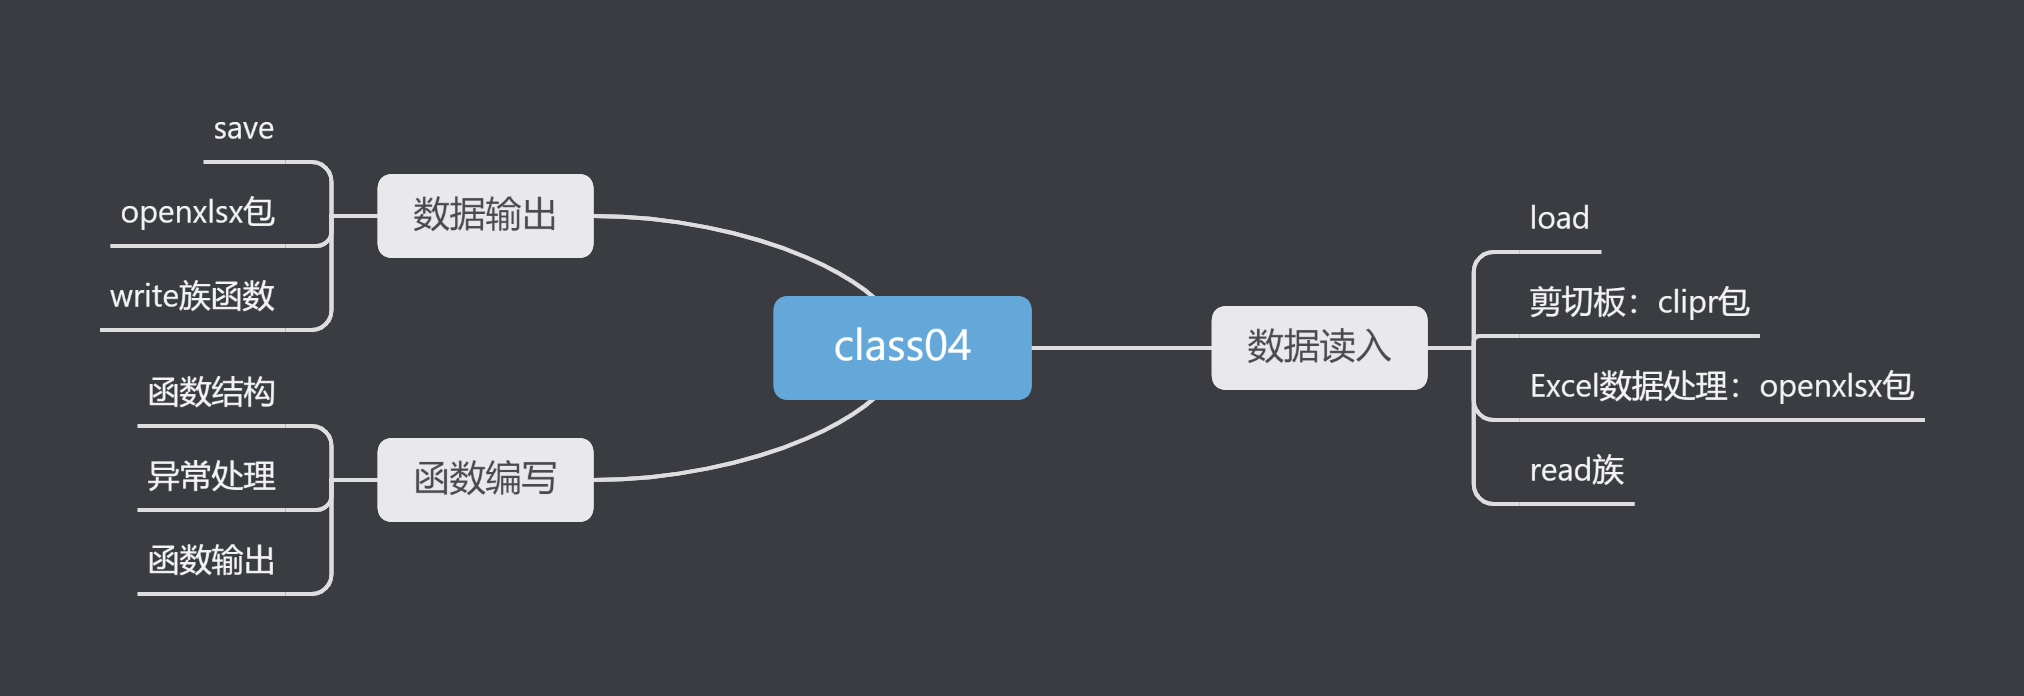 save
openxlsx包
write族函数
数据输出
函数结构
异常处理
函数输出
函数编写
class04
数据读入
load
剪切板：clipr包
Excel数据处理：openxlsx包
read族